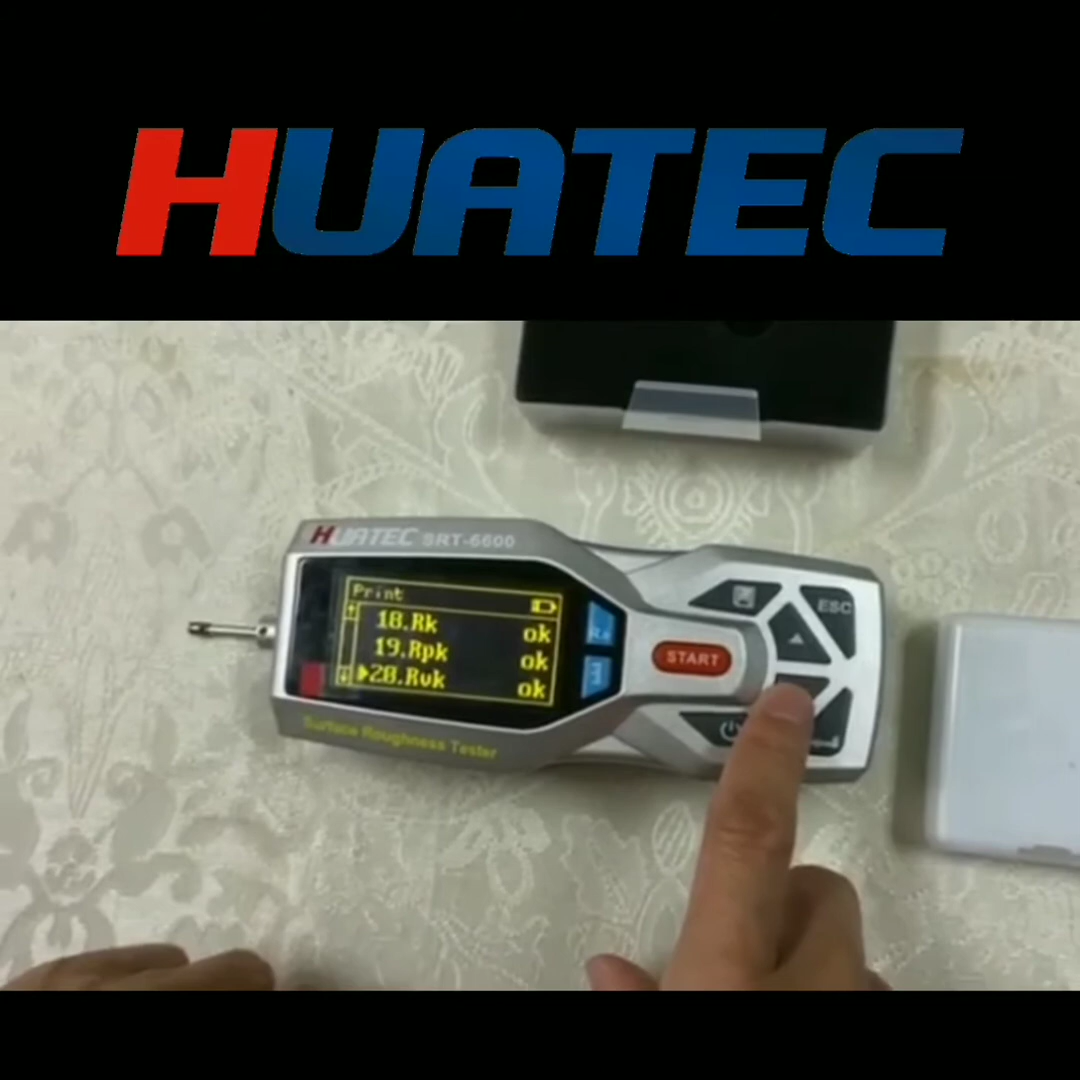 HUATEC
HUATEC SRT-6600
Print
18.Rk ok
19.Rpk ok
20.Rvk ok
ESC
START
Surface Roughness Tester